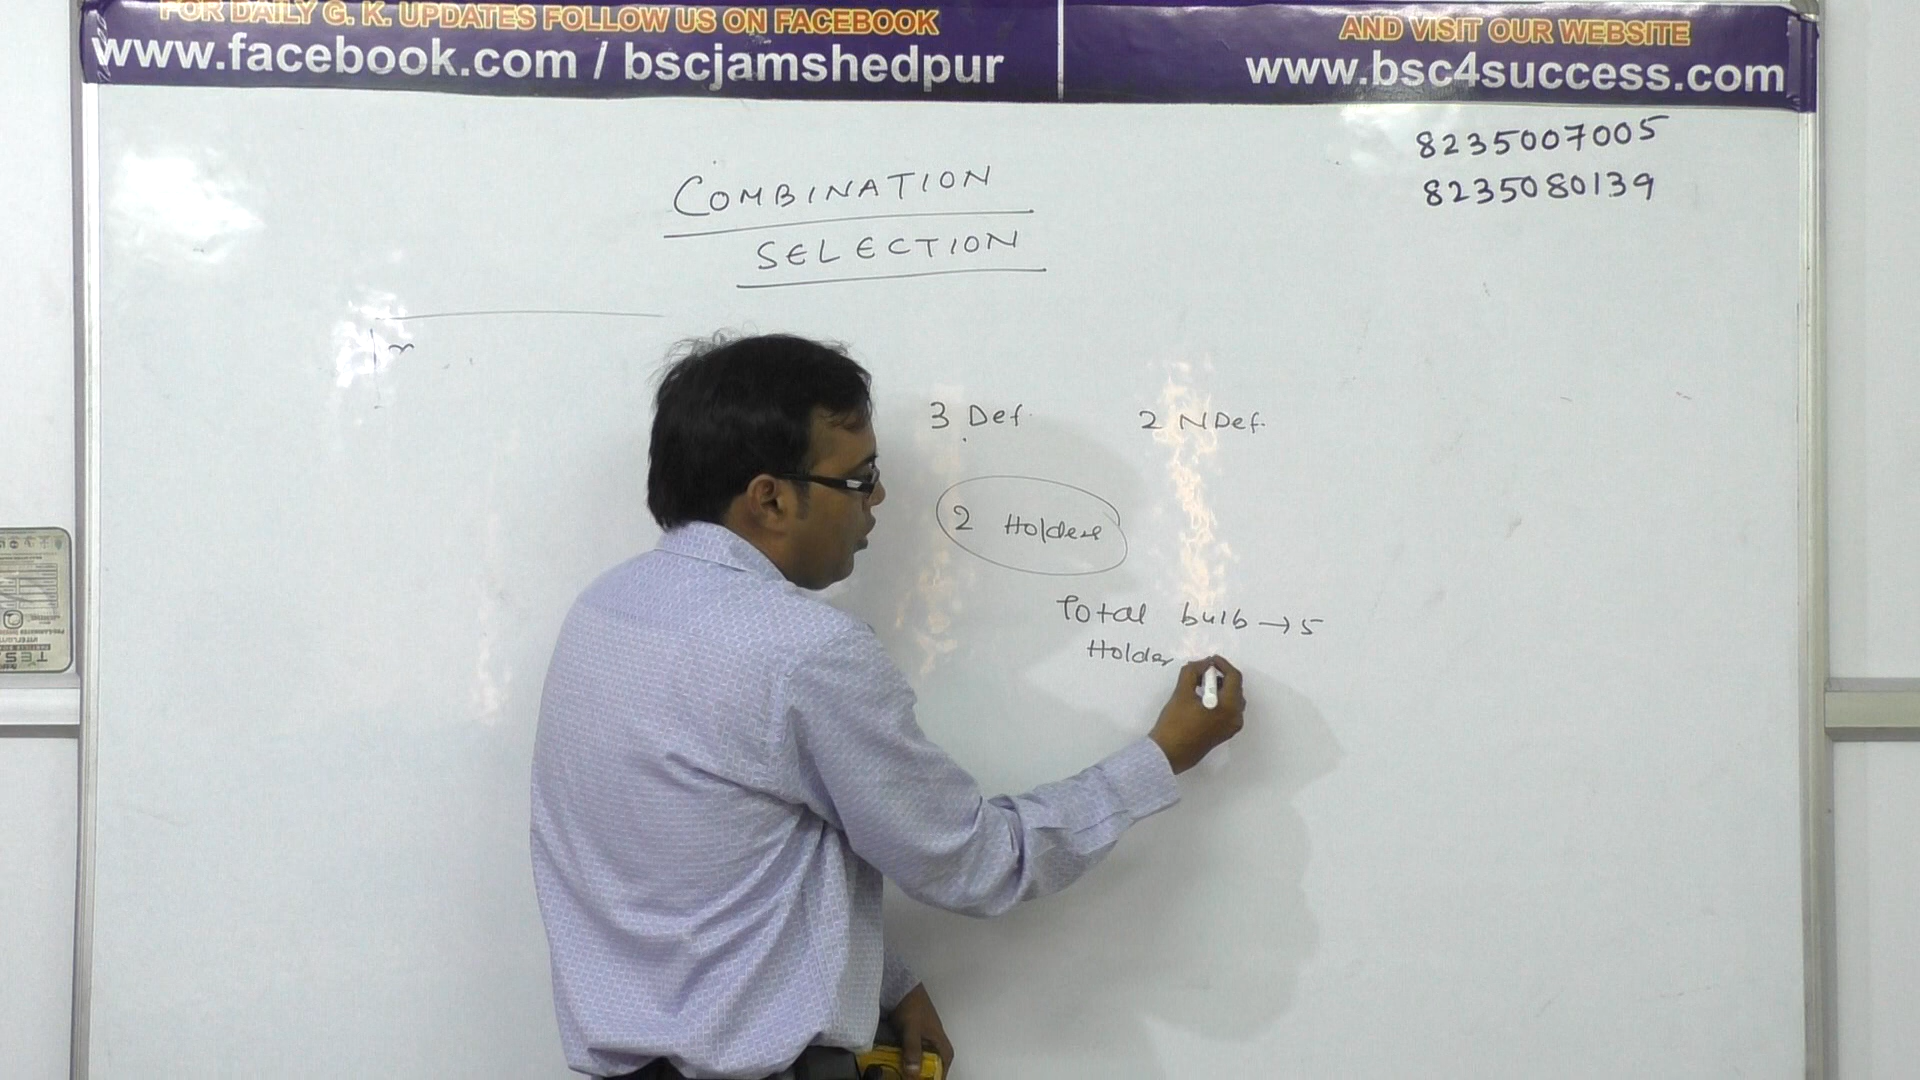 FOR DAILY G. K. UPDATES FOLLOW US ON FACEBOOK
www.facebook.com / bscjamshedpur
AND VISIT OUR WEBSITE
www.bsc4success.com
8235007005
8235080139
COMBINATION
SELECTION
3 Def.
2 NDef.
2 Holders
Total bulb → 5
Holder